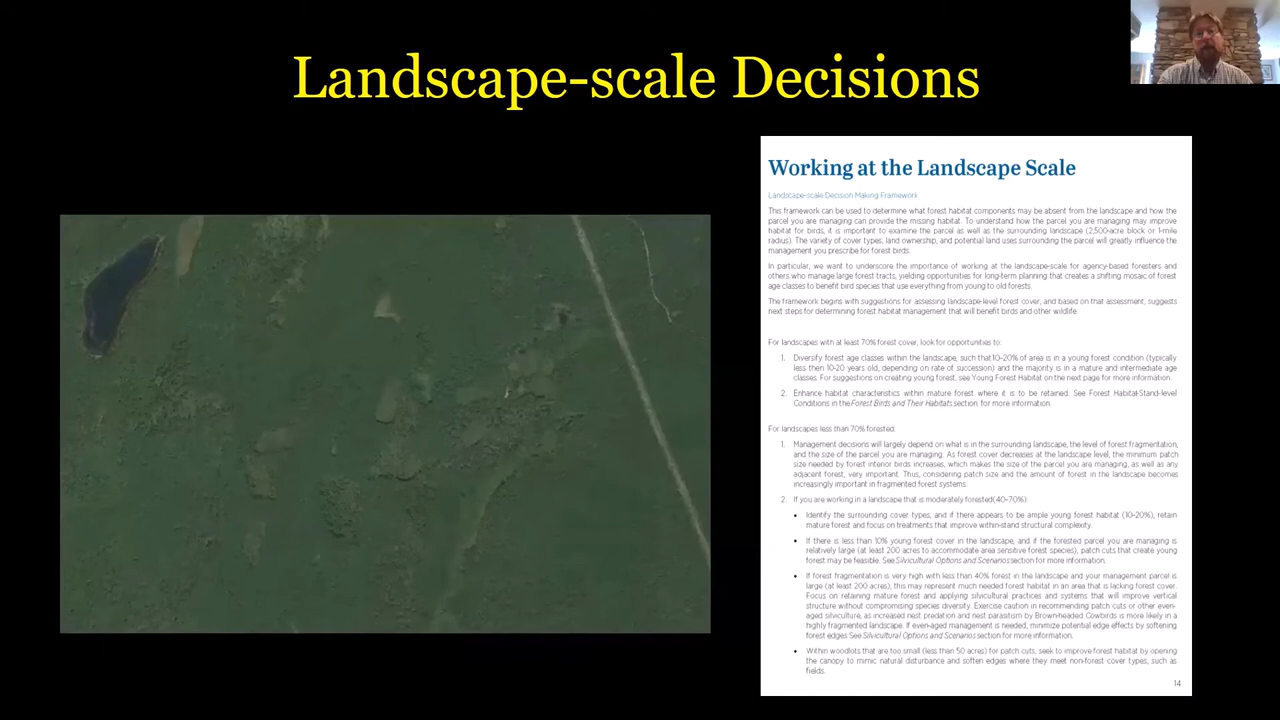 Landscape-scale Decisions
Working at the Landscape Scale
Landscape-scale Decision Making Framework
This framework can be used to determine what forest habitat components may be absent from the landscape and how the
parcel you are managing can provide the missing habitat. To understand how the parcel you are managing may improve
habitat for birds, it is important to examine the parcel as well as the surrounding landscape (2,500-acre block or 1-mile
radius). The variety of cover types, land ownership, and potential land uses surrounding the parcel will greatly influence the
management you prescribe for forest birds.
In particular, we want to underscore the importance of working at the landscape-scale for agency-based foresters and
others who manage large forest tracts, yielding opportunities for long-term planning that creates a shifting mosaic of forest
age classes to benefit bird species that use everything from young to old forests.
The framework begins with suggestions for assessing landscape-level forest cover, and based on that assessment, suggests
next steps for determining forest habitat management that will benefit birds and other wildlife.
For landscapes with at least 70% forest cover, look for opportunities to:
1. Diversify forest age classes within the landscape, such that 10-20% of area is in a young forest condition (typically
less then 10-20 years old, depending on rate of succession) and the majority is in a mature and intermediate age
classes. For suggestions on creating young forest, see Young Forest Habitat on the next page for more information.
2. Enhance habitat characteristics within mature forest where it is to be retained. See Forest Habitat-Stand-level
Conditions in the Forest Birds and Their Habitats section for more information.
For landscapes less than 70% forested:
1. Management decisions will largely depend on what is in the surrounding landscape, the level of forest fragmentation,
and the size of the parcel you are managing. As forest cover decreases at the landscape level, the minimum patch
size needed by forest interior birds increases, which makes the size of the parcel you are managing, as well as any
adjacent forest, very important. Thus, considering patch size and the amount of forest in the landscape becomes
increasingly important in fragmented forest systems.
2. If you are working in a landscape that is moderately forested (40-70%):
• Identify the surrounding cover types, and if there appears to be ample young forest habitat (10-20%), retain
mature forest and focus on treatments that improve within-stand structural complexity.
• If there is less than 10% young forest cover in the landscape, and if the forested parcel you are managing is
relatively large (at least 200 acres to accommodate area sensitive forest species), patch cuts that create young
forest may be feasible. See Silvicultural Options and Scenarios section for more information.
• If forest fragmentation is very high with less than 40% forest in the landscape and your management parcel is
large (at least 200 acres), this may represent much needed forest habitat in an area that is lacking forest cover.
Focus on retaining mature forest and applying silvicultural practices and systems that will improve vertical
structure without compromising species diversity. Exercise caution in recommending patch cuts or other even-
aged silviculture, as increased nest predation and nest parasitism by Brown-headed Cowbirds is more likely in a
highly fragmented landscape. If even-aged management is needed, minimize potential edge effects by softening
forest edges See Silvicultural Options and Scenarios section for more information.
• Within woodlots that are too small (less than 50 acres) for patch cuts, seek to improve forest habitat by opening
the canopy to mimic natural disturbance and soften edges where they meet non-forest cover types, such as
fields.
14